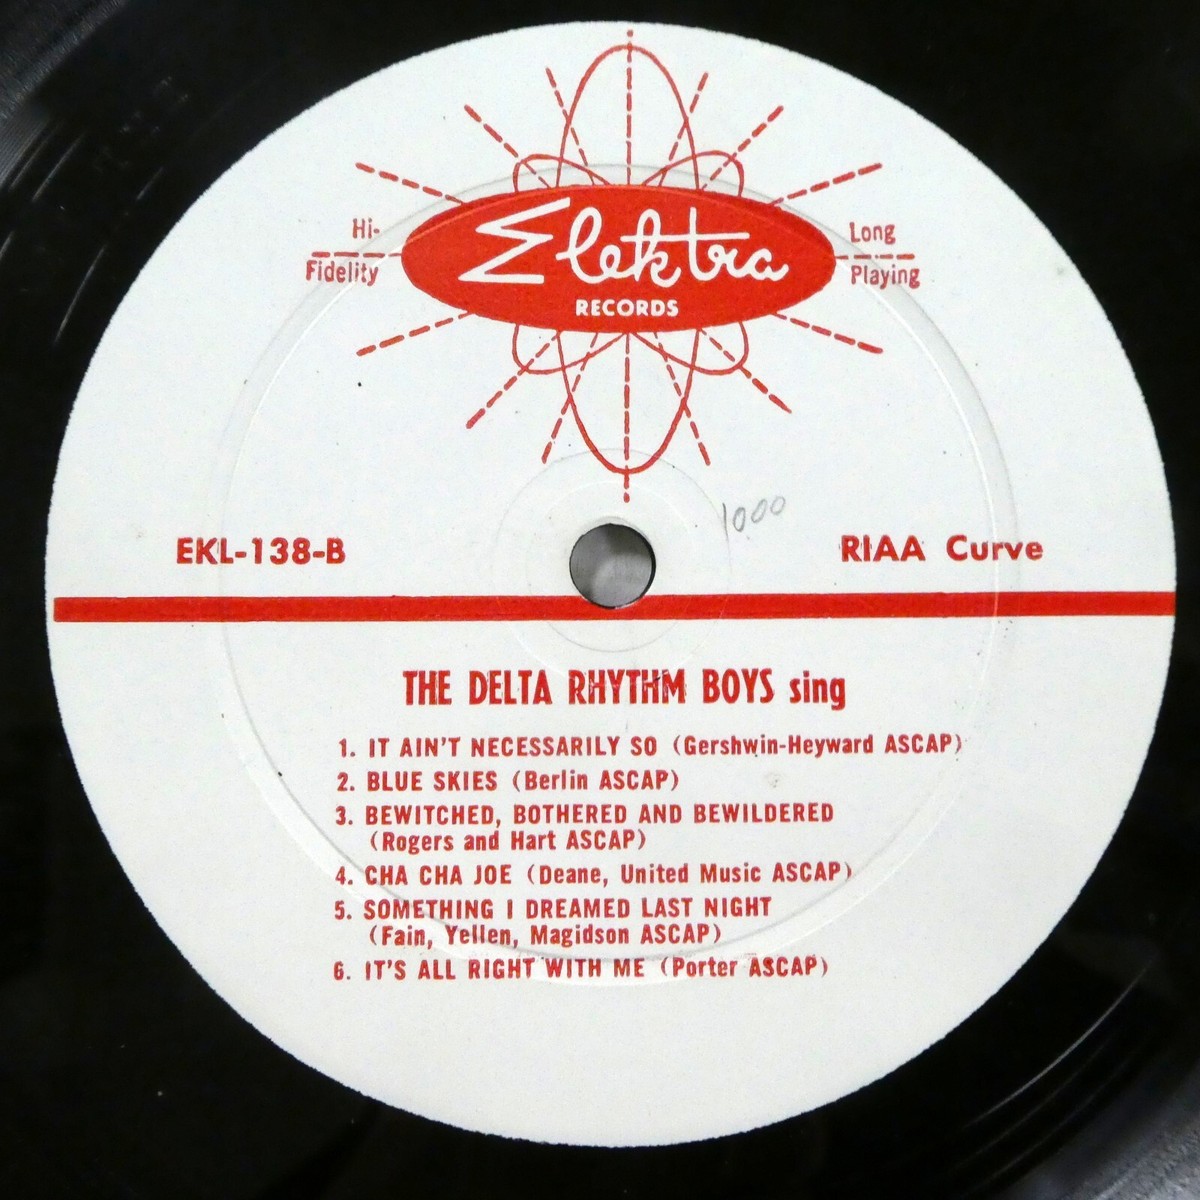 Hi-
Fidelity
Elektra
RECORDS
Long
Playing
1000
EKL-138-B
RIAA Curve
THE DELTA RHYTHM BOYS sing
1. IT AIN'T NECESSARILY SO (Gershwin-Heyward ASCAP)
2. BLUE SKIES (Berlin ASCAP)
3. BEWITCHED, BOTHERED AND BEWILDERED
(Rogers and Hart ASCAP)
4. CHA CHA JOE (Deane, United Music ASCAP)
5. SOMETHING I DREAMED LAST NIGHT
(Fain, Yellen, Magidson ASCAP)
6. IT'S ALL RIGHT WITH ME (Porter ASCAP)